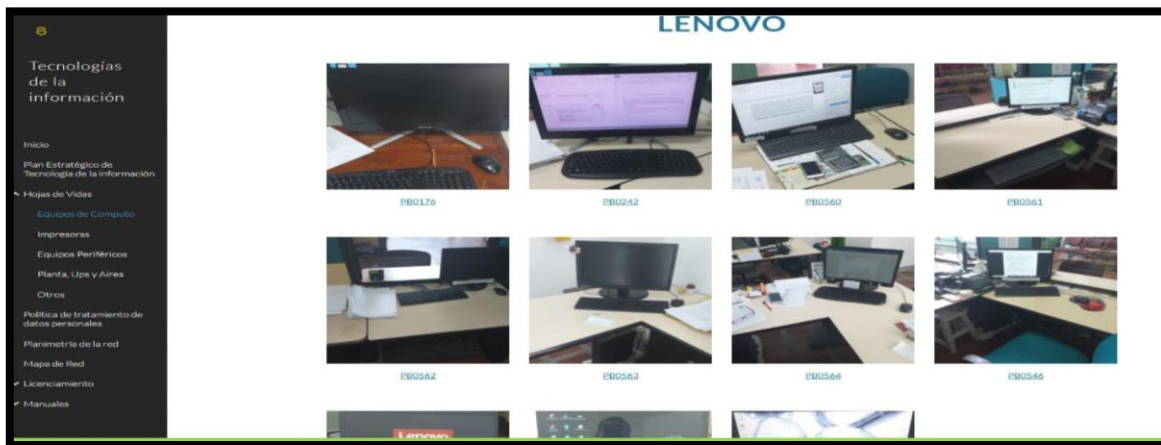 LENOVO
Tecnologías
de la
información
Inicio
Plan Estratégico de
Tecnología de la información
Hojas de Vidas
Equipos de Computo
Impresoras
Equipos Periféricos
Planta, Ups y Aires
Otros
Política de tratamiento de
datos personales
Planimetría de la red
Mapa de Red
Licenciamiento
Manuales
PB0176
PB0242
PB0560
PB0561
PB0562
PB0563
PB0564
PB0546
Lenovo